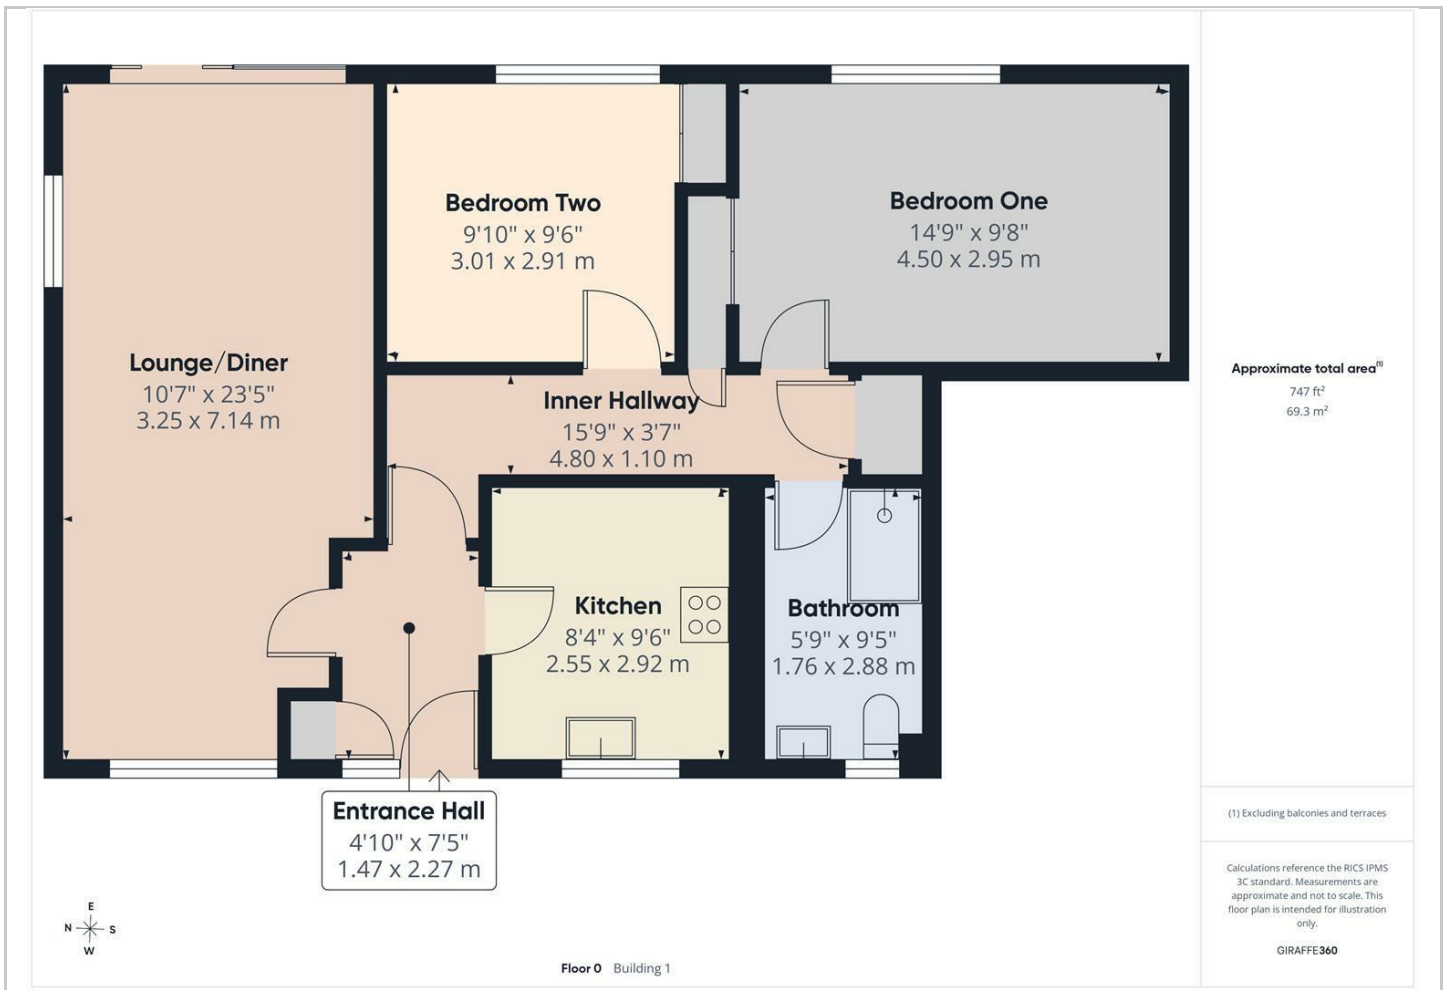 Bedroom Two
9'10" x 9'6"
3.01 x 2.91 m
Bedroom One
14'9" x 9'8"
4.50 x 2.95 m
Lounge/Diner
10'7" x 23'5"
3.25 x 7.14 m
Inner Hallway
15'9" x 3'7"
4.80 x 1.10 m
Kitchen
8'4" x 9'6"
2.55 x 2.92 m
Bathroom
5'9" x 9'5"
1.76 x 2.88 m
Entrance Hall
4'10" x 7'5"
1.47 x 2.27 m
E
N S
W
Floor 0 Building 1
Approximate total area(1)
747 ft²
69.3 m²
(1) Excluding balconies and terraces
Calculations reference the RICS IPMS
3C standard. Measurements are
approximate and not to scale. This
floor plan is intended for illustration
only.
GIRAFFE360